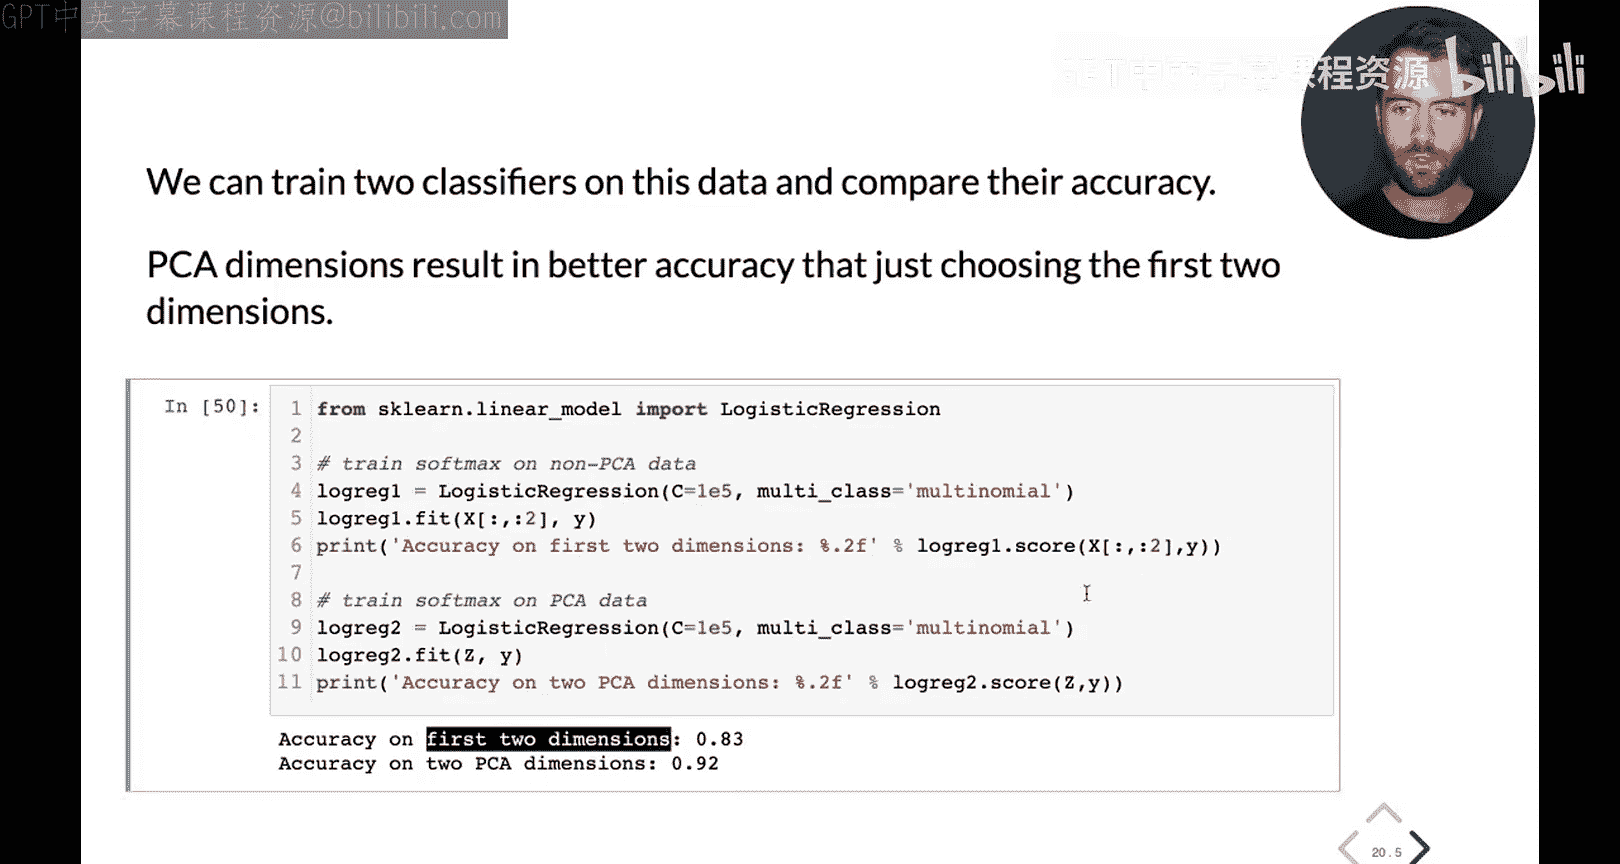 GPT中英字幕课程资源@bilibili.com
程资源 bilibili
We can train two classifiers on this data and compare their accuracy.
PCA dimensions result in better accuracy that just choosing the first two
dimensions.
In [50]:
1 from sklearn.linear_model import LogisticRegression
2
3 # train softmax on non-PCA data
4 logreg1 = LogisticRegression(C=1e5, multi_class='multinomial')
5 logreg1.fit(X[:,:2], y)
6 print('Accuracy on first two dimensions: %.2f' % logreg1.score(X[:,:2],y))
7
8 # train softmax on PCA data
9 logreg2 = LogisticRegression(C=1e5, multi_class='multinomial')
10 logreg2.fit(Z, y)
11 print('Accuracy on two PCA dimensions: %.2f' % logreg2.score(Z,y))
Accuracy on first two dimensions: 0.83
Accuracy on two PCA dimensions: 0.92
20.5